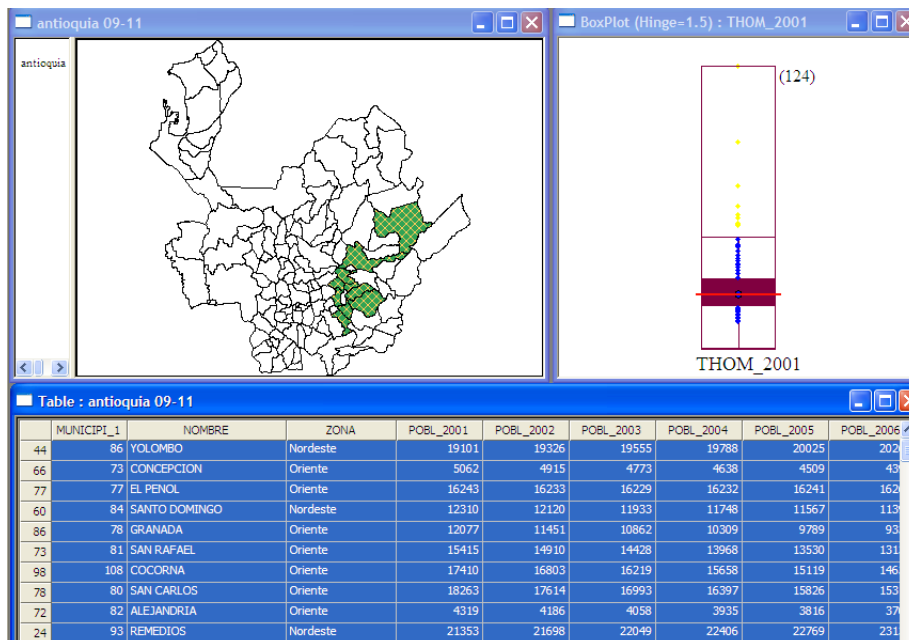 antioquia 09-11
antioquia
BoxPlot (Hinge=1.5) : THOM_2001
(124)
THOM_2001
Table : antioquia 09-11
MUNICIPI_1 NOMBRE ZONA POBL_2001 POBL_2002 POBL_2003 POBL_2004 POBL_2005 POBL_2006
44 86 YOLOMBO Nordeste 19101 19326 19555 19788 20025
66 73 CONCEPCION Oriente 5062 4915 4773 4638 4509
77 77 EL PENOL Oriente 16243 16233 16229 16232 16241
60 84 SANTO DOMINGO Nordeste 12310 12120 11933 11748 11567
86 78 GRANADA Oriente 12077 11451 10862 10309 9789
73 81 SAN RAFAEL Oriente 15415 14910 14428 13968 13530
98 108 COCORNA Oriente 17410 16803 16219 15658 15119
78 80 SAN CARLOS Oriente 18263 17614 16993 16397 15826
72 82 ALEJANDRIA Oriente 4319 4186 4058 3935 3816
24 93 REMEDIOS Nordeste 21353 21698 22049 22406 22769